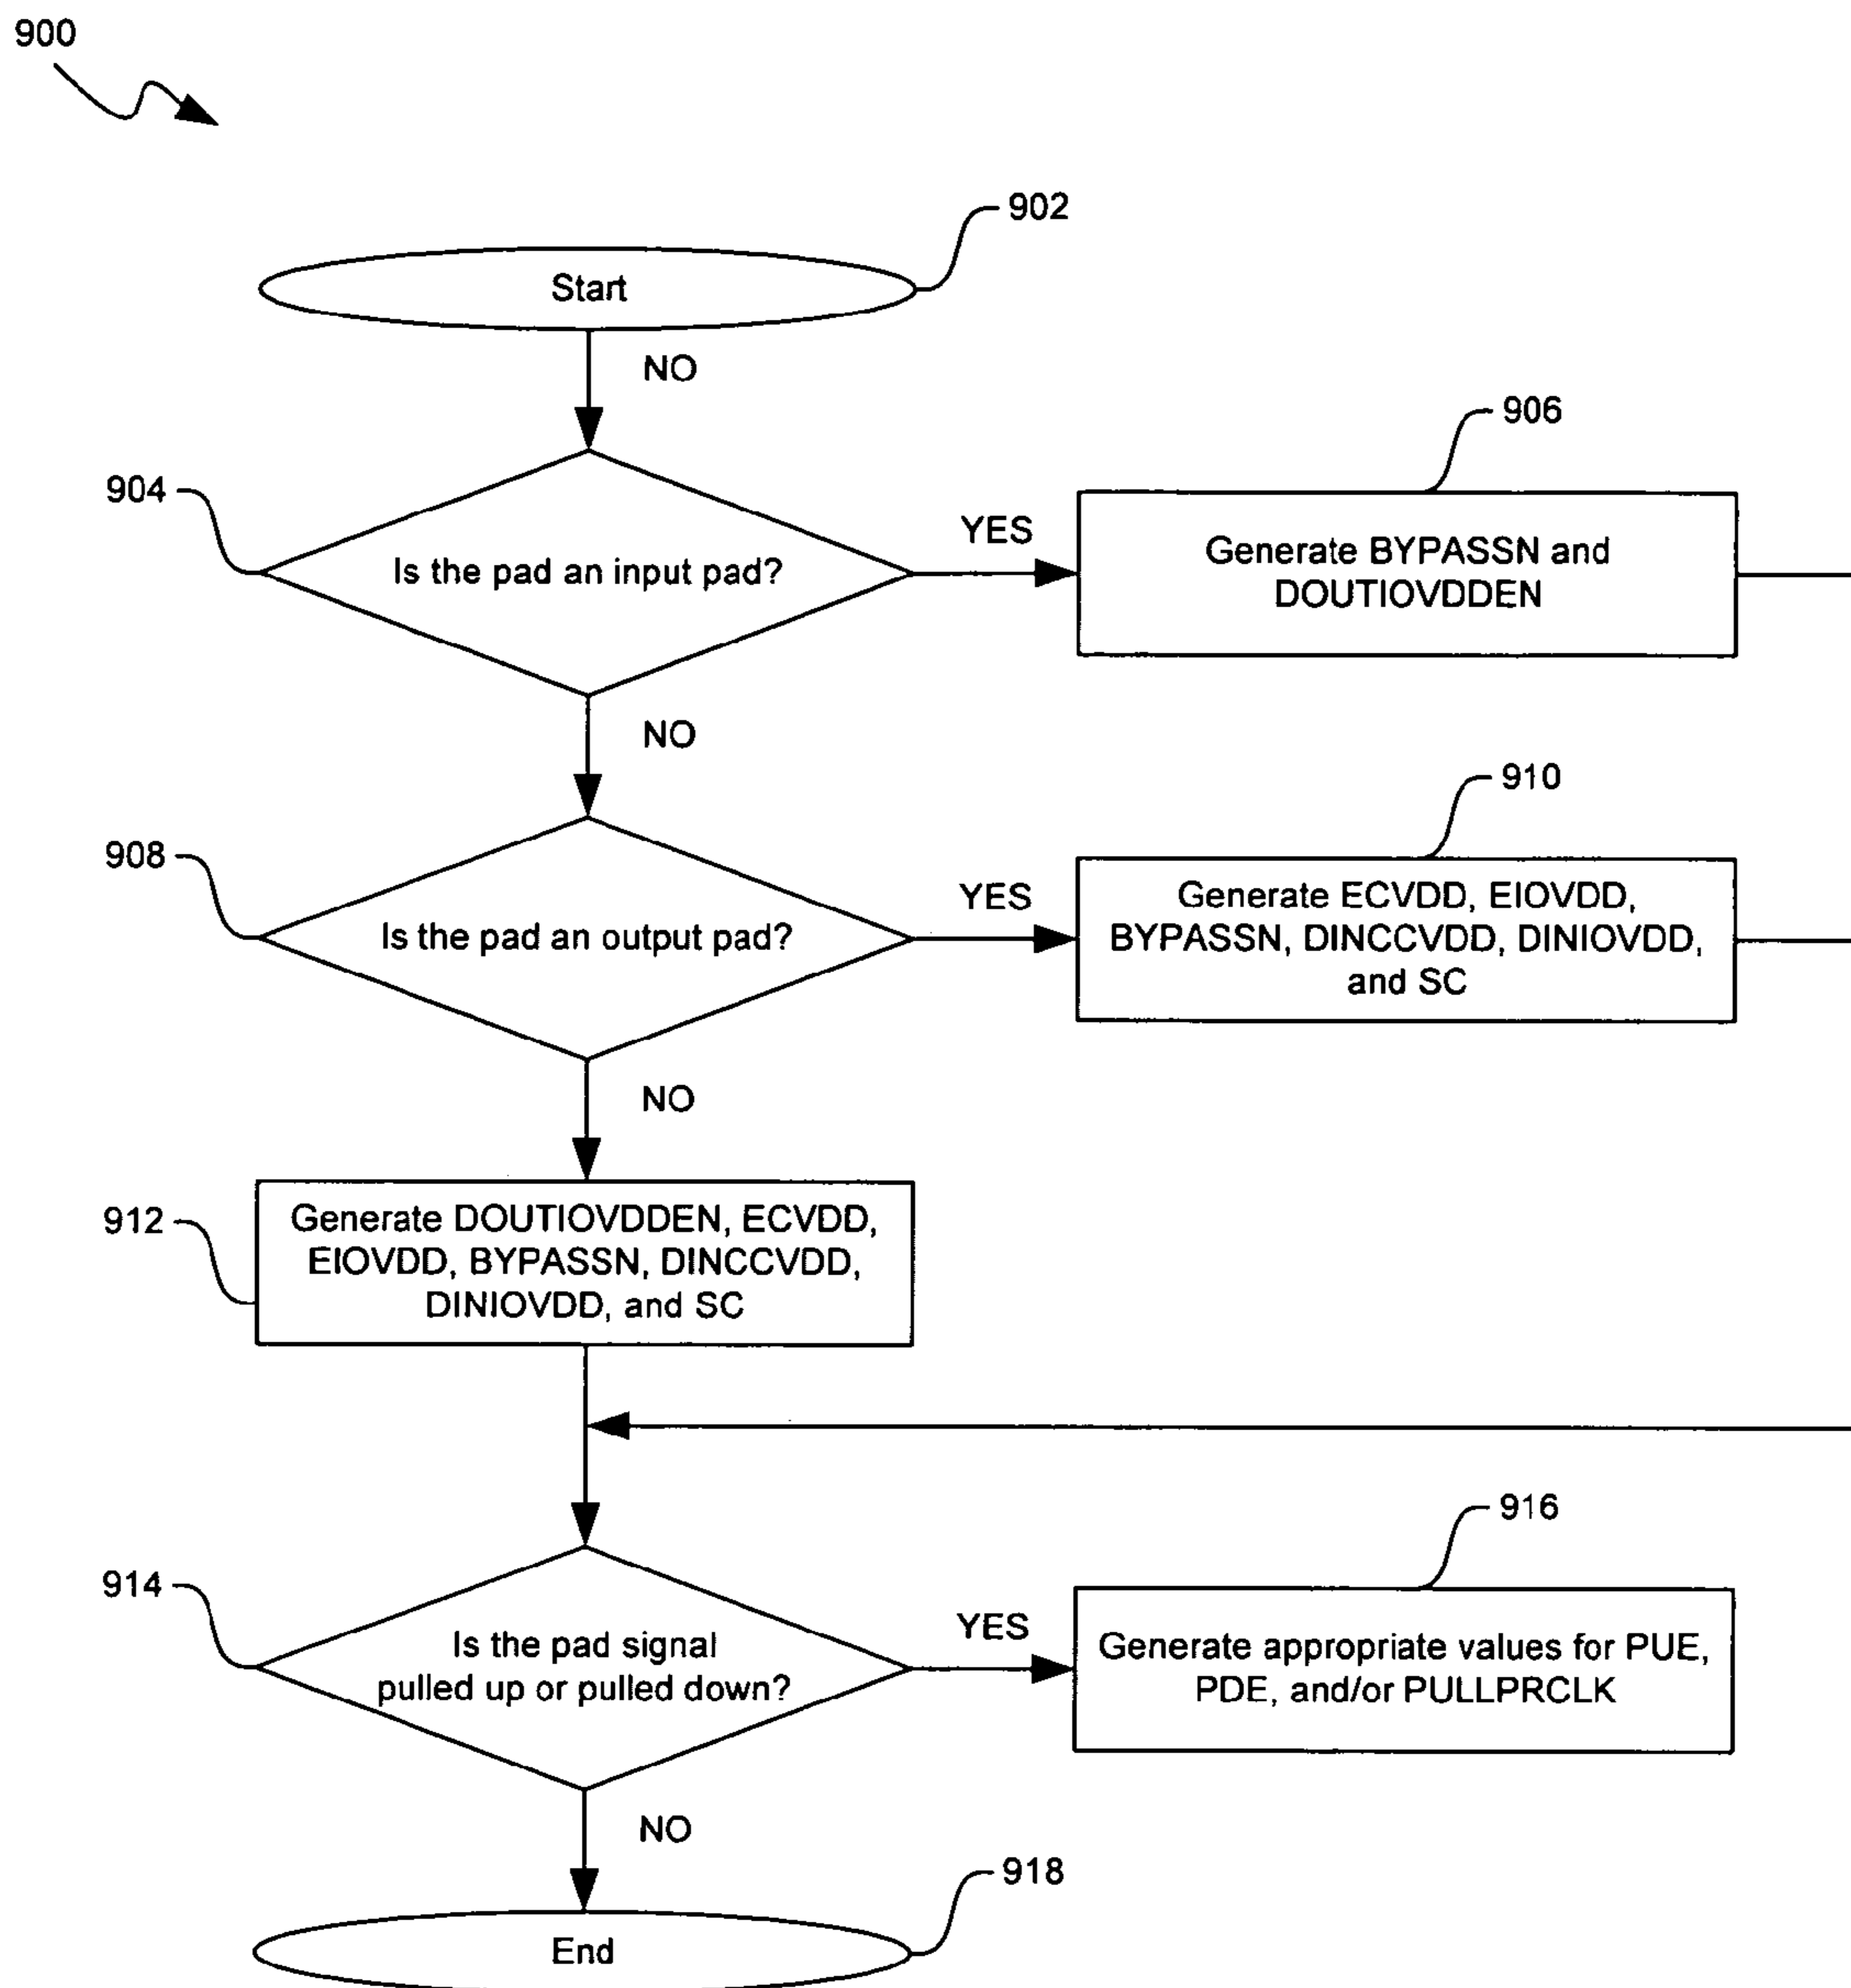 900
902
Start
NO
906
904
YES
Is the pad an input pad?
Generate BYPASSN and
DOUTIOVDDEN
NO
910
908
YES
Is the pad an output pad?
Generate ECVDD, EIOVDD,
BYPASSN, DINCCVDD, DINIOVDD,
and SC
NO
912
Generate DOUTIOVDDEN, ECVDD,
EIOVDD, BYPASSN, DINCCVDD,
DINIOVDD, and SC
916
914
YES
Is the pad signal
pulled up or pulled down?
Generate appropriate values for PUE,
PDE, and/or PULLPRCLK
NO
918
End